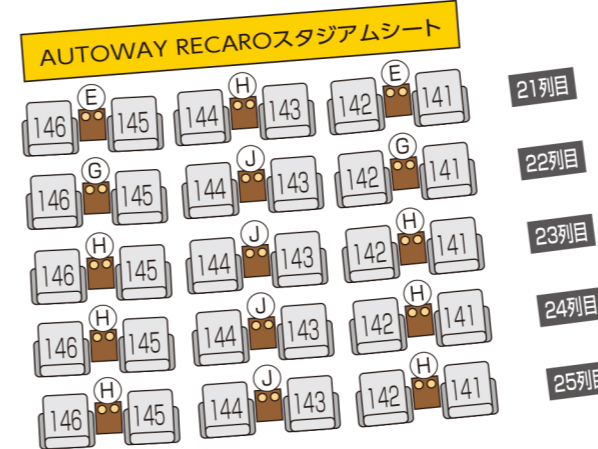 AUTOWAY RECAROスタジアムシート
E H E
146 145 144 143 142 141 21列目
G J G
146 145 144 143 142 141 22列目
H J H
146 145 144 143 142 141 23列目
H J H
146 145 144 143 142 141 24列目
H J H
146 145 144 143 142 141 25列目